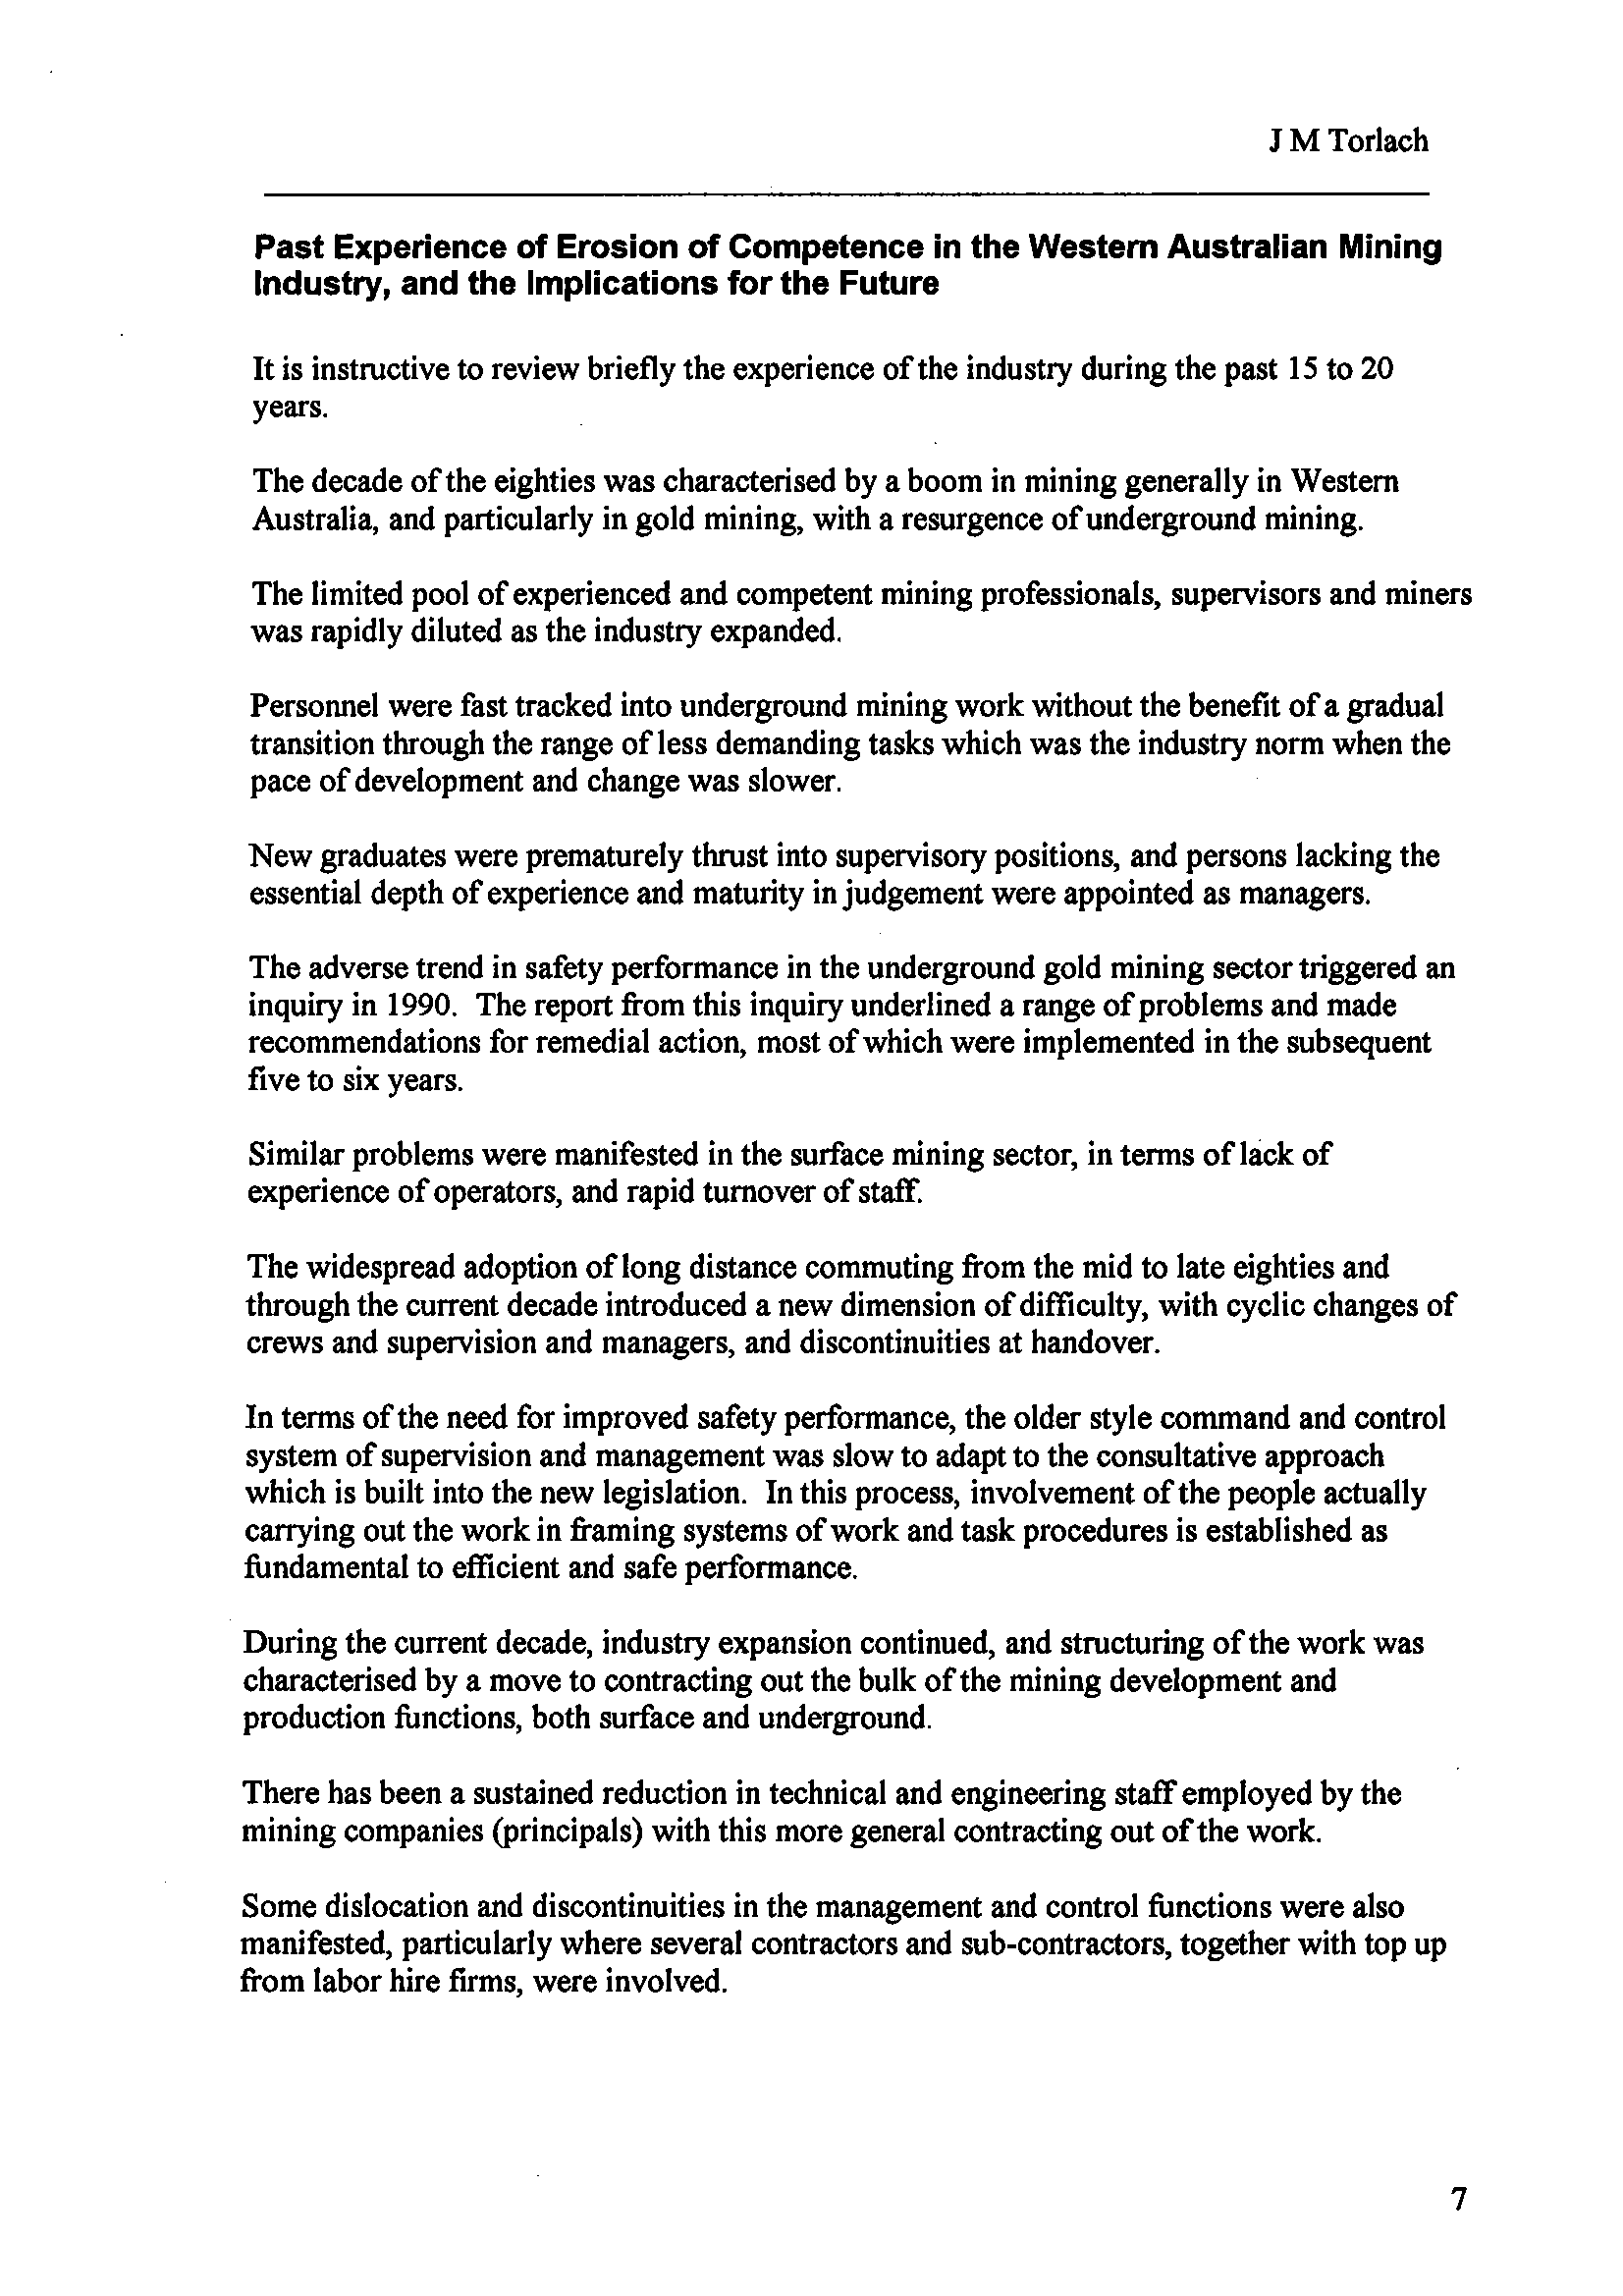 J M Torlach
Past Experience of Erosion of Competence in the Western Australian Mining
Industry, and the Implications for the Future
It is instructive to review briefly the experience of the industry during the past 15 to 20
years.
The decade of the eighties was characterised by a boom in mining generally in Western
Australia, and particularly in gold mining, with a resurgence of underground mining.
The limited pool of experienced and competent mining professionals, supervisors and miners
was rapidly diluted as the industry expanded.
Personnel were fast tracked into underground mining work without the benefit of a gradual
transition through the range of less demanding tasks which was the industry norm when the
pace of development and change was slower.
New graduates were prematurely thrust into supervisory positions, and persons lacking the
essential depth of experience and maturity in judgement were appointed as managers.
The adverse trend in safety performance in the underground gold mining sector triggered an
inquiry in 1990. The report from this inquiry underlined a range of problems and made
recommendations for remedial action, most of which were implemented in the subsequent
five to six years.
Similar problems were manifested in the surface mining sector, in terms of lack of
experience of operators, and rapid turnover of staff.
The widespread adoption of long distance commuting from the mid to late eighties and
through the current decade introduced a new dimension of difficulty, with cyclic changes of
crews and supervision and managers, and discontinuities at handover.
In terms of the need for improved safety performance, the older style command and control
system of supervision and management was slow to adapt to the consultative approach
which is built into the new legislation. In this process, involvement of the people actually
carrying out the work in framing systems of work and task procedures is established as
fundamental to efficient and safe performance.
During the current decade, industry expansion continued, and structuring of the work was
characterised by a move to contracting out the bulk of the mining development and
production functions, both surface and underground.
There has been a sustained reduction in technical and engineering staff employed by the
mining companies (principals) with this more general contracting out of the work.
Some dislocation and discontinuities in the management and control functions were also
manifested, particularly where several contractors and sub-contractors, together with top up
from labor hire firms, were involved.
7